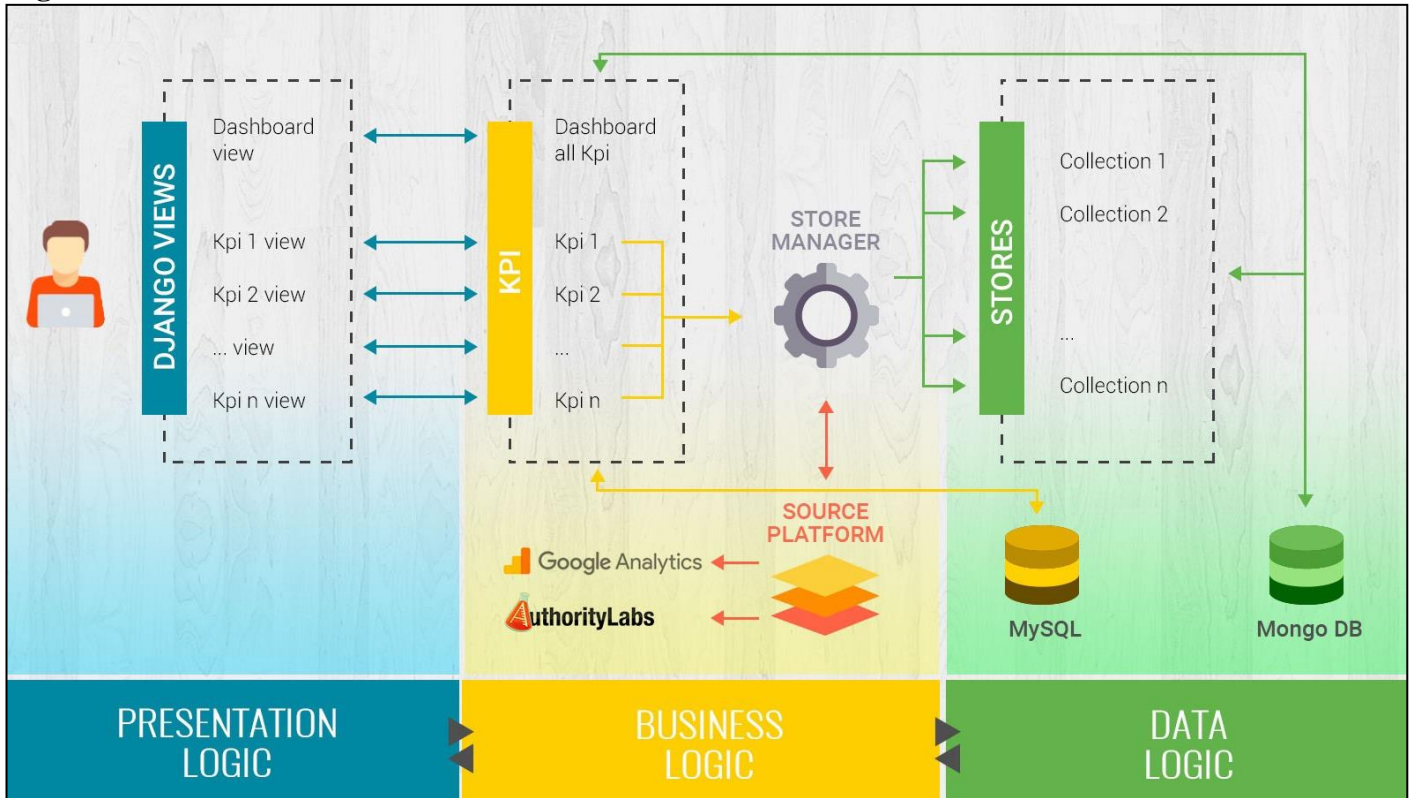 DJANGO VIEWS
Dashboard
view
Kpi 1 view
Kpi 2 view
... view
Kpi n view
KPI
Dashboard
all Kpi
Kpi 1
Kpi 2
...
Kpi n
STORE
MANAGER
SOURCE
PLATFORM
Google Analytics
AuthorityLabs
STORES
Collection 1
Collection 2
...
Collection n
MySQL
Mongo DB
PRESENTATION
LOGIC
BUSINESS
LOGIC
DATA
LOGIC